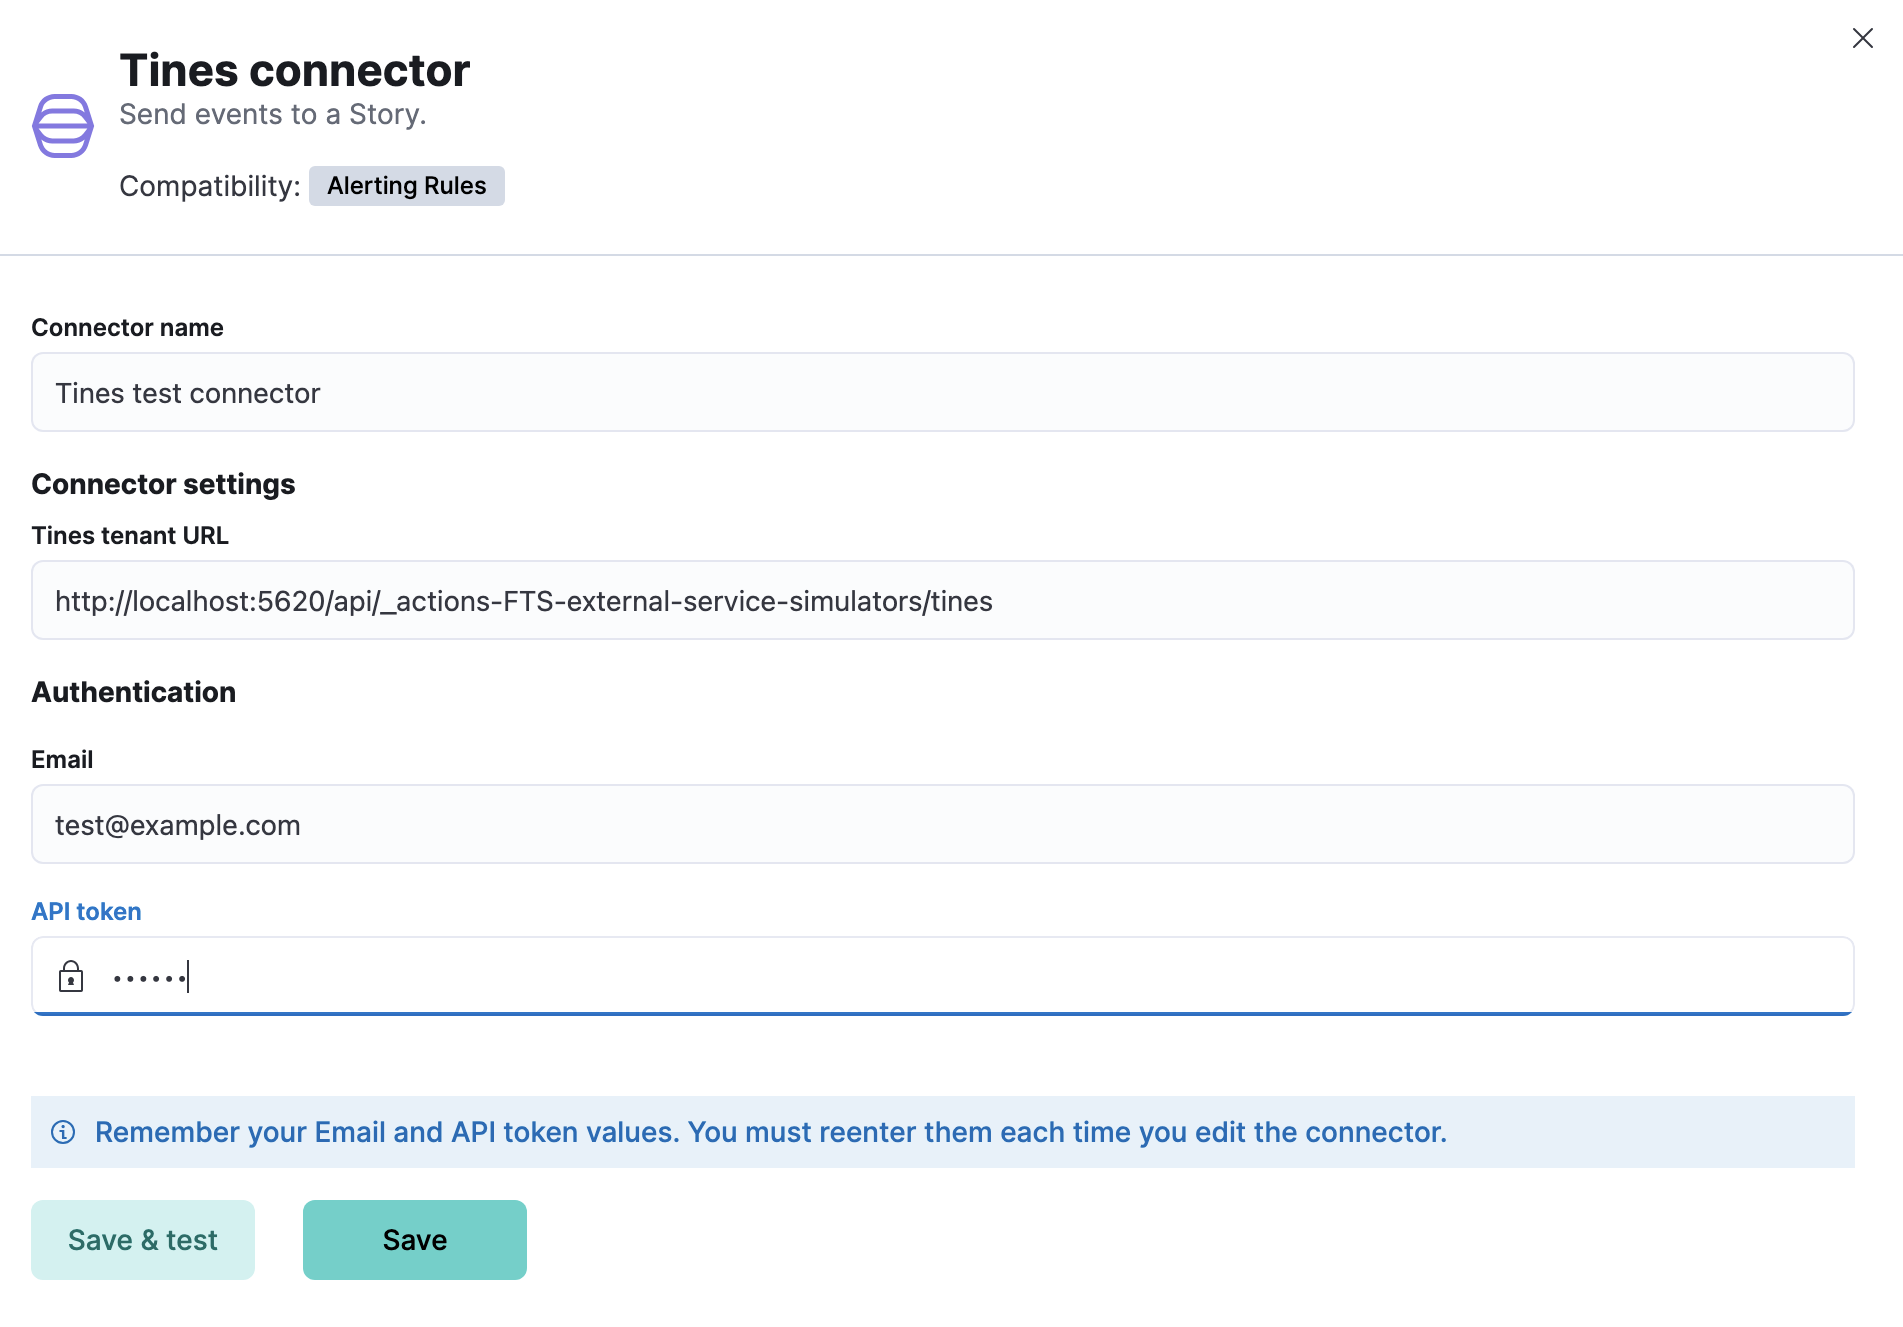 Tines connector
Send events to a Story.
Compatibility: Alerting Rules
Connector name
Tines test connector
Connector settings
Tines tenant URL
http://localhost:5620/api/_actions-FTS-external-service-simulators/tines
Authentication
Email
test@example.com
API token
••••••
Remember your Email and API token values. You must reenter them each time you edit the connector.
Save & test
Save